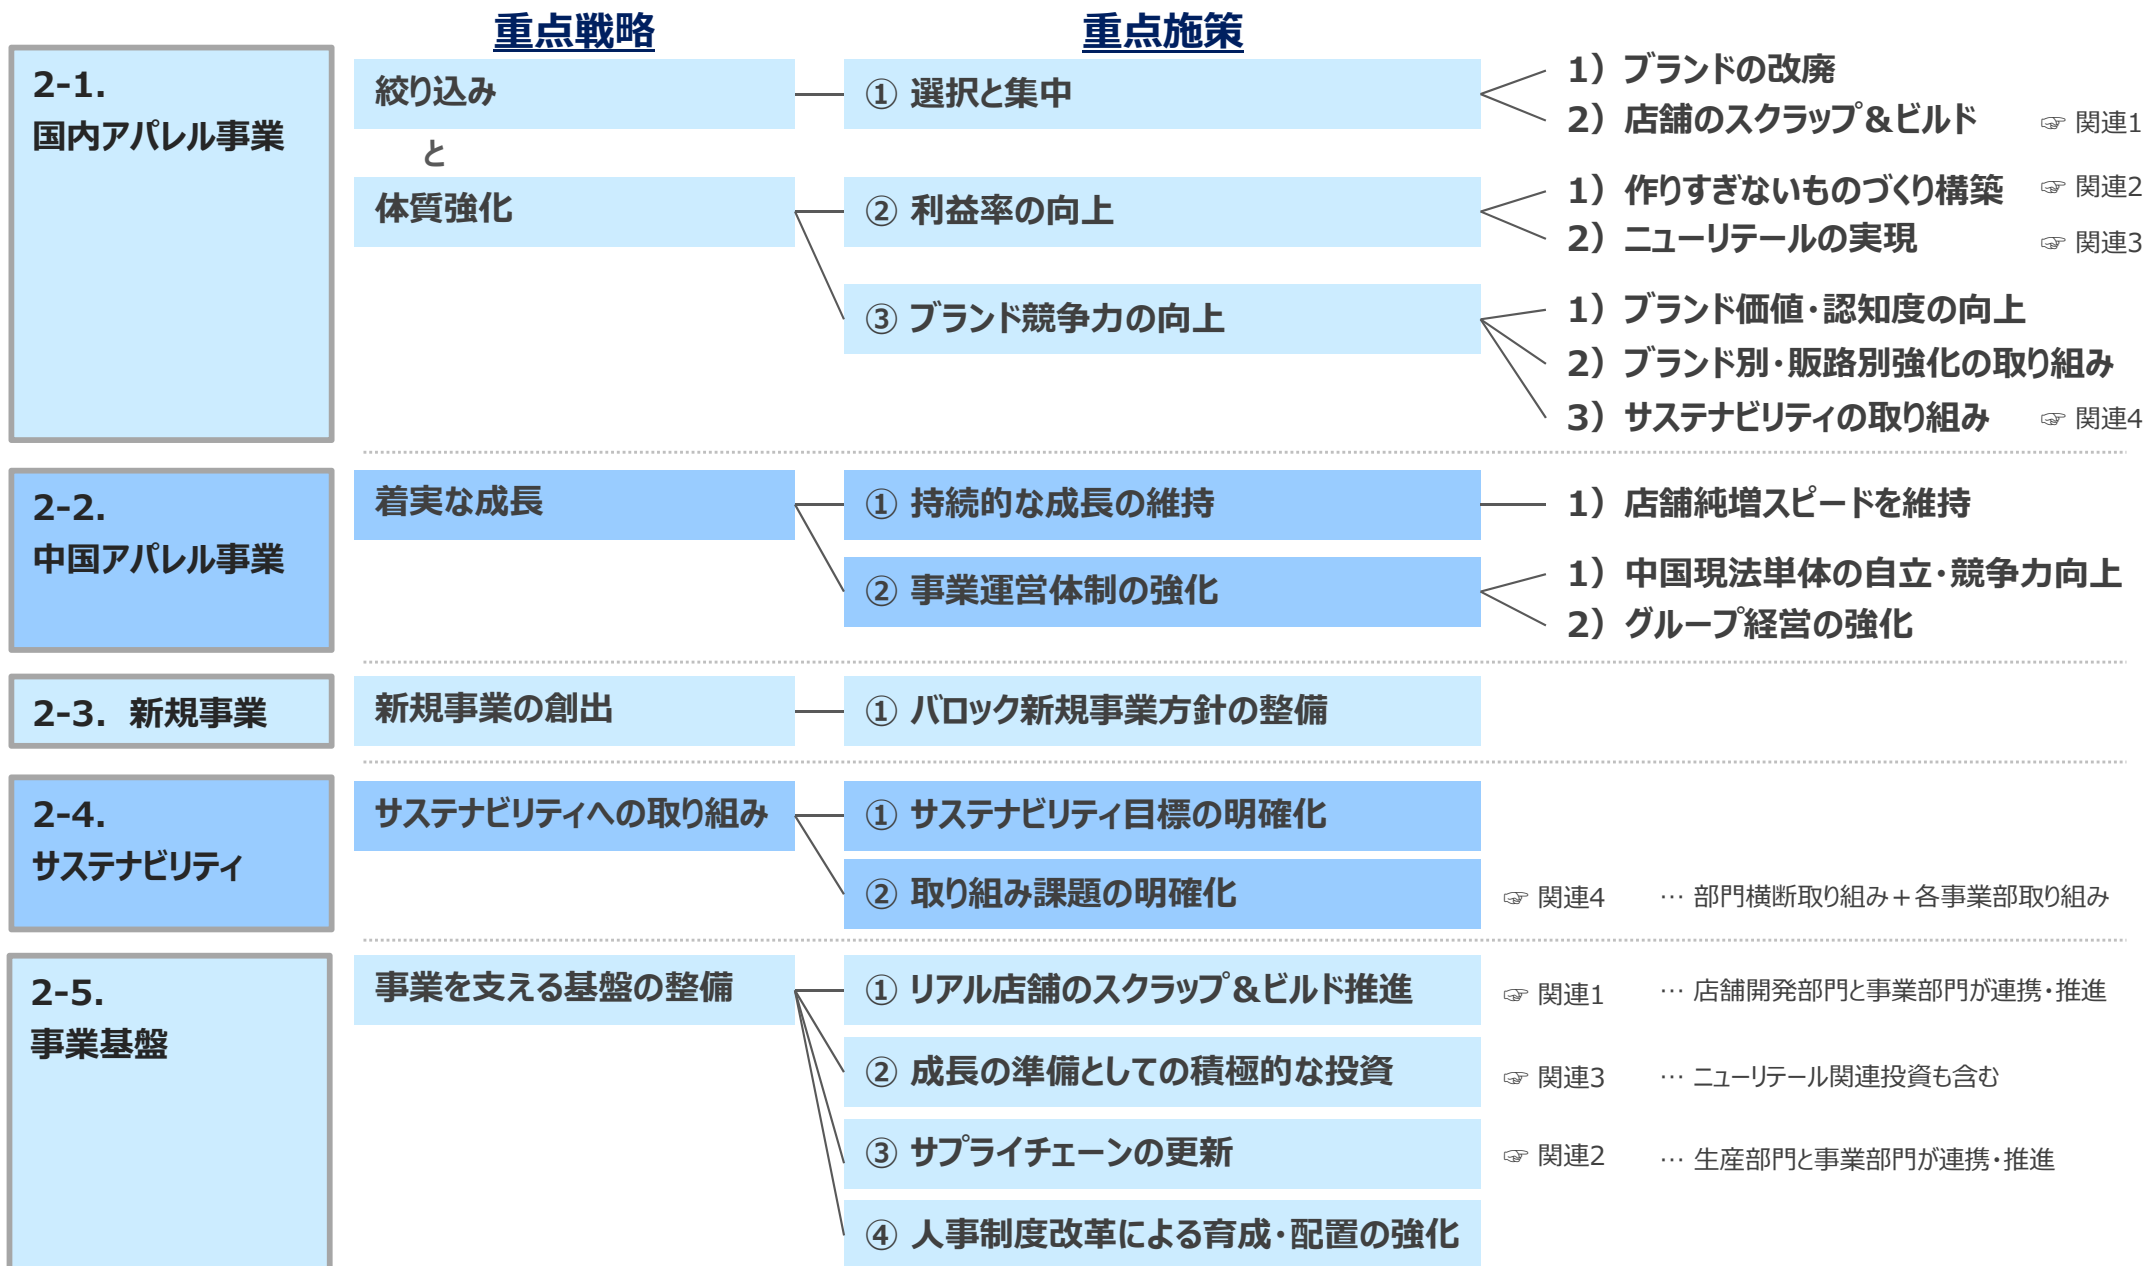 重点戦略
重点施策
2-1.
国内アパレル事業
絞り込み
① 選択と集中
1）ブランドの改廃
2）店舗のスクラップ＆ビルド ☞ 関連1
と
体質強化
② 利益率の向上
1）作りすぎないものづくり構築 ☞ 関連2
2）ニューリテールの実現 ☞ 関連3
③ ブランド競争力の向上
1）ブランド価値・認知度の向上
2）ブランド別・販路別強化の取り組み
3）サステナビリティの取り組み ☞ 関連4
2-2.
中国アパレル事業
着実な成長
① 持続的な成長の維持
1）店舗純増スピードを維持
② 事業運営体制の強化
1）中国現法単体の自立・競争力向上
2）グループ経営の強化
2-3. 新規事業
新規事業の創出
① バロック新規事業方針の整備
2-4.
サステナビリティ
サステナビリティへの取り組み
① サステナビリティ目標の明確化
② 取り組み課題の明確化
☞ 関連4 … 部門横断取り組み＋各事業部取り組み
2-5.
事業基盤
事業を支える基盤の整備
① リアル店舗のスクラップ＆ビルド推進
☞ 関連1 … 店舗開発部門と事業部門が連携・推進
② 成長の準備としての積極的な投資
☞ 関連3 … ニューリテール関連投資も含む
③ サプライチェーンの更新
☞ 関連2 … 生産部門と事業部門が連携・推進
④ 人事制度改革による育成・配置の強化